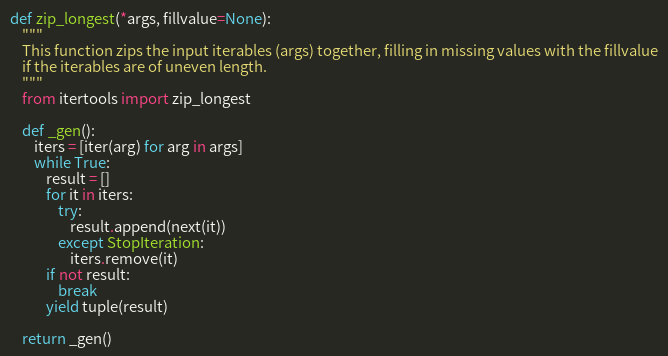 def zip_longest(*args, fillvalue=None):
    """
    This function zips the input iterables (args) together, filling in missing values with the fillvalue
    if the iterables are of uneven length.
    """
    from itertools import zip_longest

    def _gen():
        iters = [iter(arg) for arg in args]
        while True:
            result = []
            for it in iters:
                try:
                    result.append(next(it))
                except StopIteration:
                    iters.remove(it)
            if not result:
                break
            yield tuple(result)

    return _gen()